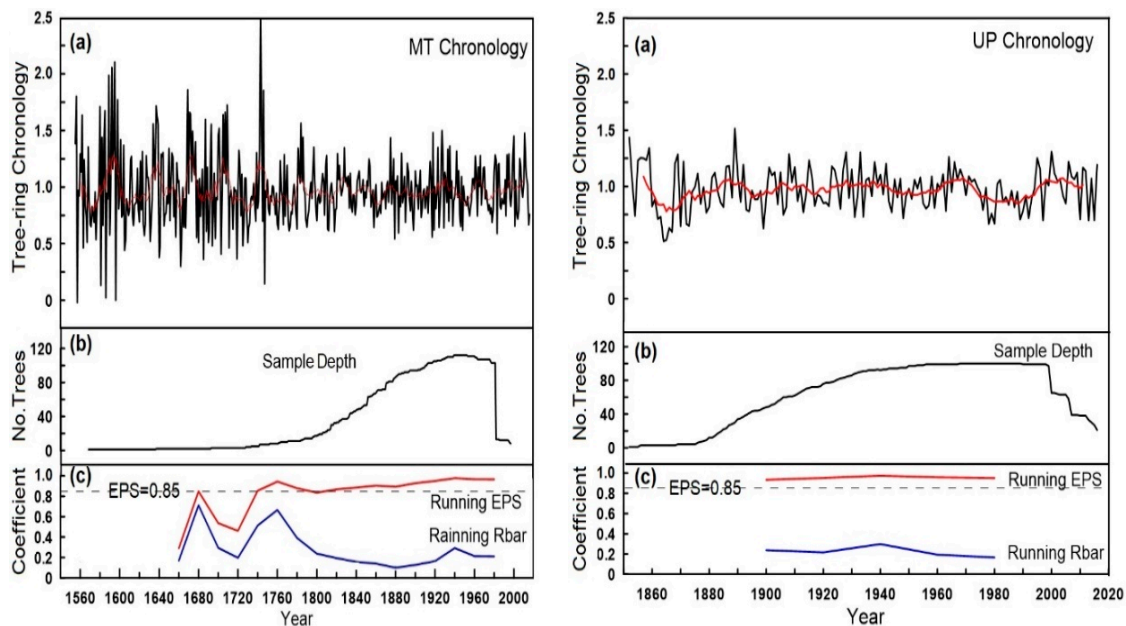 (a)
MT Chronology
Tree-ring Chronology
2.5
2.0
1.5
1.0
0.5
0
(b)
Sample Depth
No.Trees
120
80
40
0
(c)
EPS=0.85
Running EPS
Rainning Rbar
Coefficient
1.0
0.8
0.6
0.4
0.2
0
1560 1600 1640 1680 1720 1760 1800 1840 1880 1920 1960 2000
Year
(a)
UP Chronology
Tree-ring Chronology
2.5
2.0
1.5
1.0
0.5
0
(b)
Sample Depth
No.Trees
120
80
40
0
(c)
EPS=0.85
Running EPS
Running Rbar
Coefficient
1.0
0.8
0.6
0.4
0.2
0
1860 1880 1900 1920 1940 1960 1980 2000 2020
Year